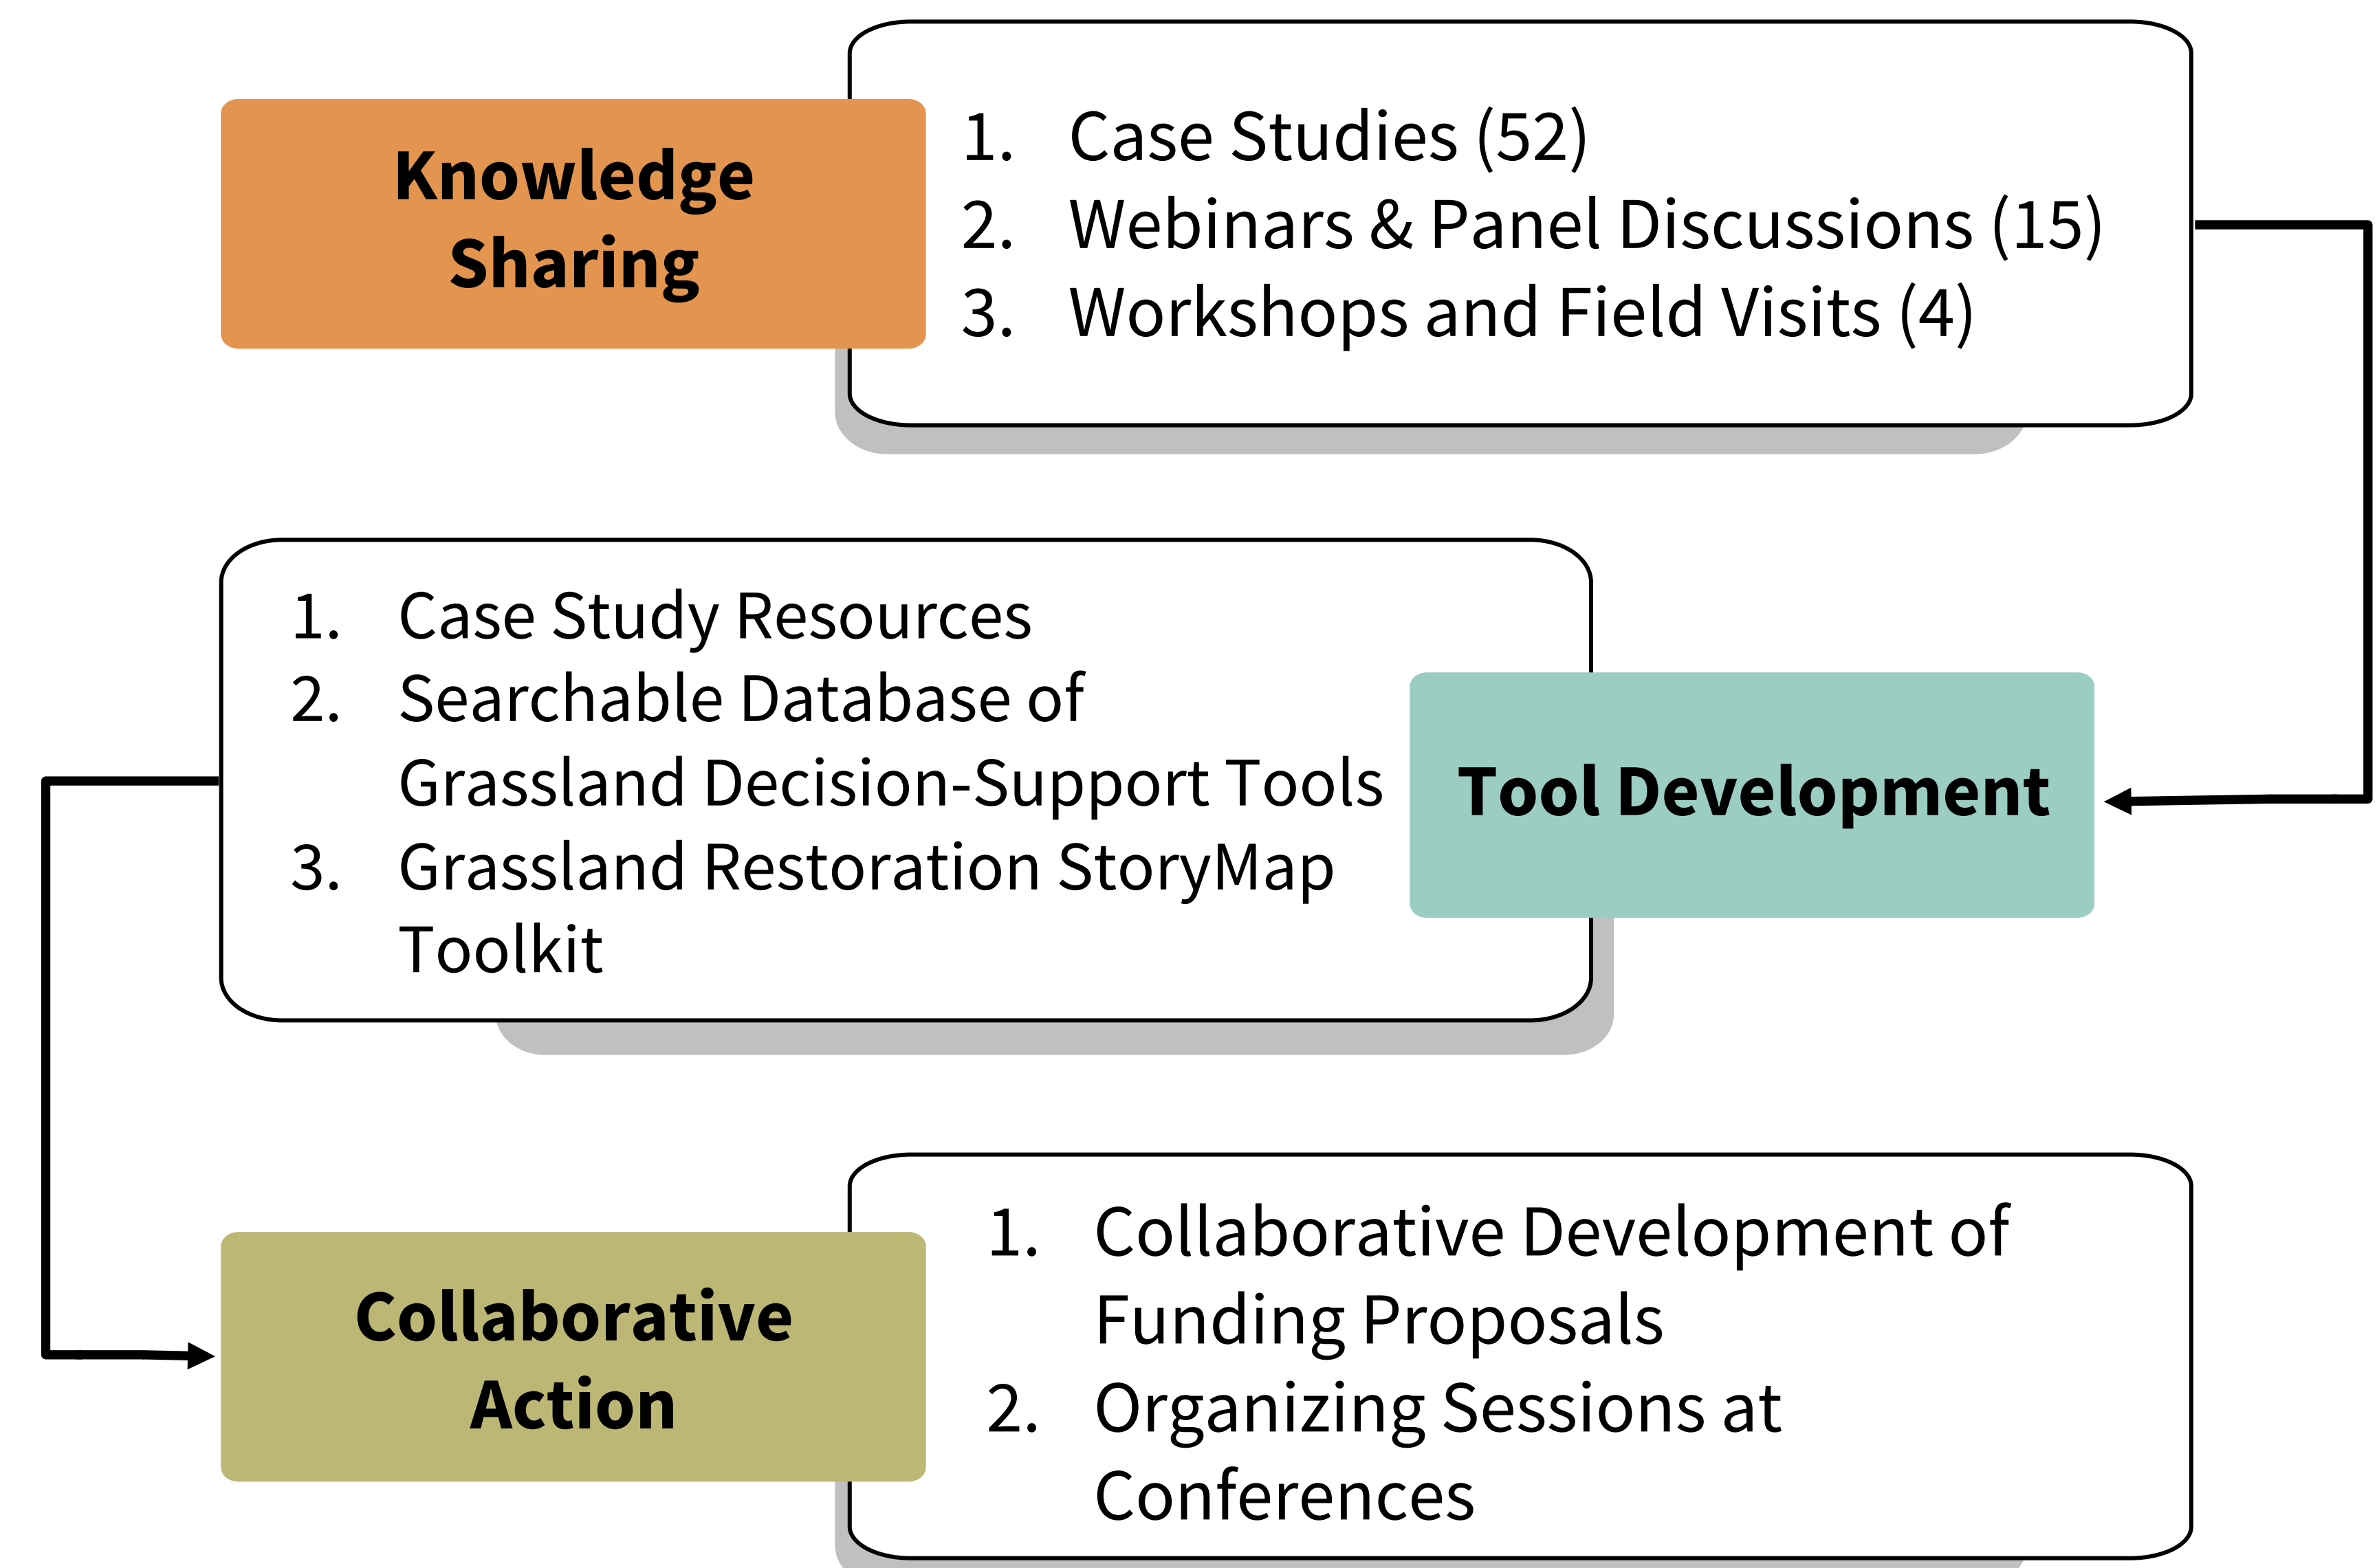 Knowledge
Sharing
1. Case Studies (52)
2. Webinars & Panel Discussions (15)
3. Workshops and Field Visits (4)
1. Case Study Resources
2. Searchable Database of
Grassland Decision-Support Tools
3. Grassland Restoration StoryMap
Toolkit
Tool Development
Collaborative
Action
1. Collaborative Development of
Funding Proposals
2. Organizing Sessions at
Conferences